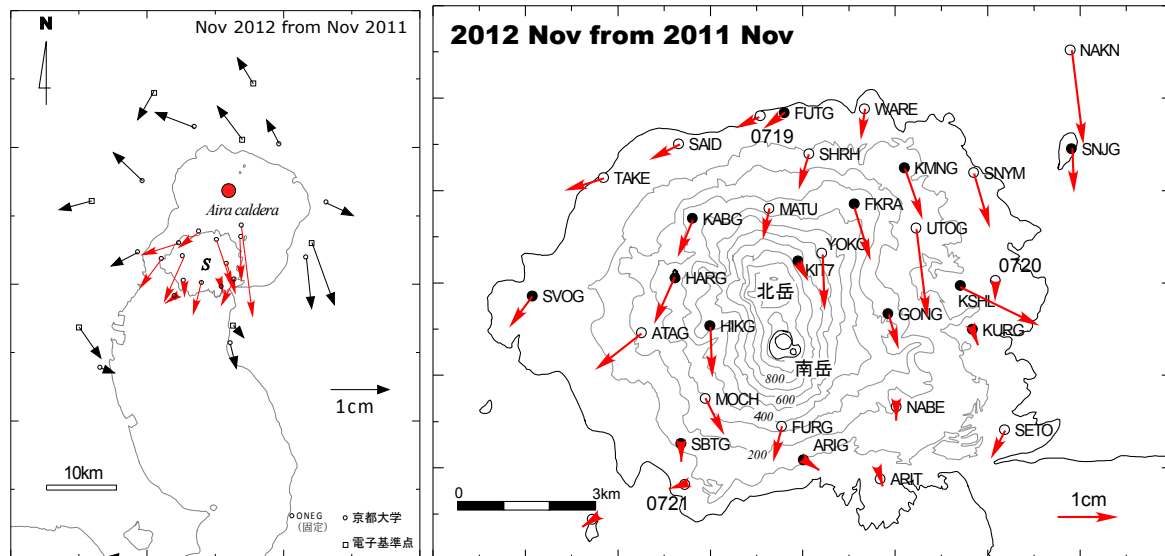 Nov 2012 from Nov 2011
N
Aira caldera
S
1cm
10km
ONEG
(固定)
京都大学
電子基準点
2012 Nov from 2011 Nov
NAKN
WARE
FUTG
0719
SNJG
SAID
SHRH
KMNG
SNYM
TAKE
KABG
MATU
FKRA
UTOG
YOKO
KIT7
0720
HARG
北岳
KSHL
SVOG
GONG
HIKG
KURG
ATAG
南岳
800
600
MOCH
NABE
400
FURG
SETO
SBTG
200
ARIG
ARIT
0721
0
3km
1cm